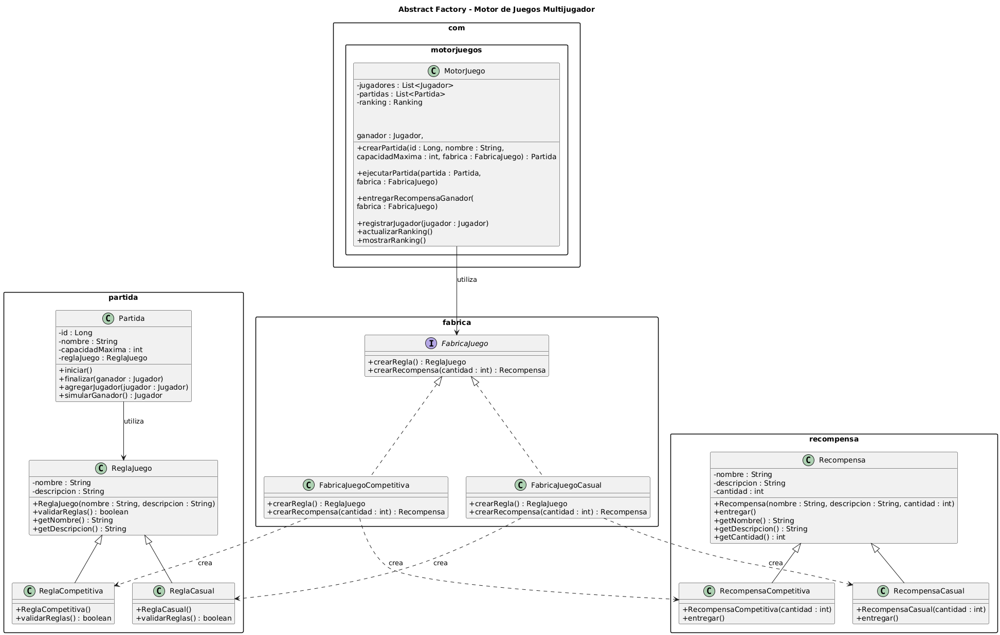 Abstract Factory - Motor de Juegos Multijugador
com
motorjuegos
C MotorJuego
-jugadores : List<Jugador>
-partidas : List<Partida>
-ranking : Ranking
ganador : Jugador,
+crearPartida(id : Long, nombre : String,
capacidadMaxima : int, fabrica : FabricaJuego) : Partida
+ejecutarPartida(partida : Partida,
fabrica : FabricaJuego)
+entregarRecompensaGanador(
fabrica : FabricaJuego)
+registrarJugador(jugador : Jugador)
+actualizarRanking()
+mostrarRanking()
utiliza
partida
C Partida
-id : Long
-nombre : String
-capacidadMaxima : int
-reglaJuego : ReglaJuego
+iniciar()
+finalizar(ganador : Jugador)
+agregarJugador(jugador : Jugador)
+simularGanador() : Jugador
utiliza
C ReglaJuego
-nombre : String
-descripcion : String
+ReglaJuego(nombre : String, descripcion : String)
+validarReglas() : boolean
+getNombre() : String
+getDescripcion() : String
C ReglaCompetitiva
+ReglaCompetitiva()
+validarReglas() : boolean
C ReglaCasual
+ReglaCasual()
+validarReglas() : boolean
fabrica
I FabricaJuego
+crearRegla() : ReglaJuego
+crearRecompensa(cantidad : int) : Recompensa
C FabricaJuegoCompetitiva
+crearRegla() : ReglaJuego
+crearRecompensa(cantidad : int) : Recompensa
C FabricaJuegoCasual
+crearRegla() : ReglaJuego
+crearRecompensa(cantidad : int) : Recompensa
crea
crea
crea
crea
recompensa
C Recompensa
-nombre : String
-descripcion : String
-cantidad : int
+Recompensa(nombre : String, descripcion : String, cantidad : int)
+entregar()
+getNombre() : String
+getDescripcion() : String
+getCantidad() : int
C RecompensaCompetitiva
+RecompensaCompetitiva(cantidad : int)
+entregar()
C RecompensaCasual
+RecompensaCasual(cantidad : int)
+entregar()